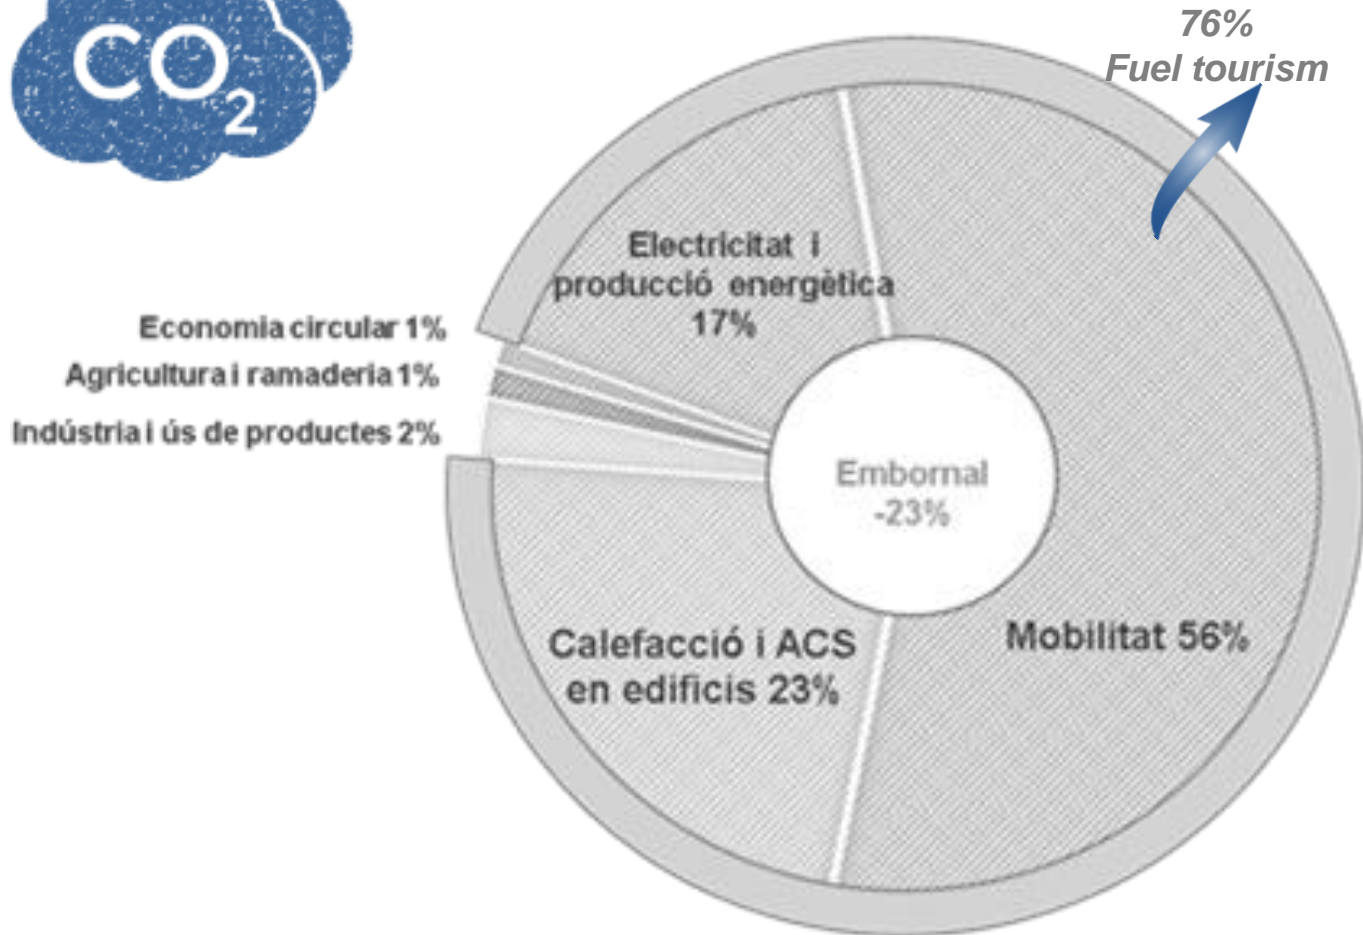 CO2
76%
Fuel tourism
Electricitat i
producció energètica
17%
Economia circular 1%
Agricultura i ramaderia 1%
Indústria i ús de productes 2%
Embornal
-23%
Calefacció i ACS
en edificis 23%
Mobilitat 56%